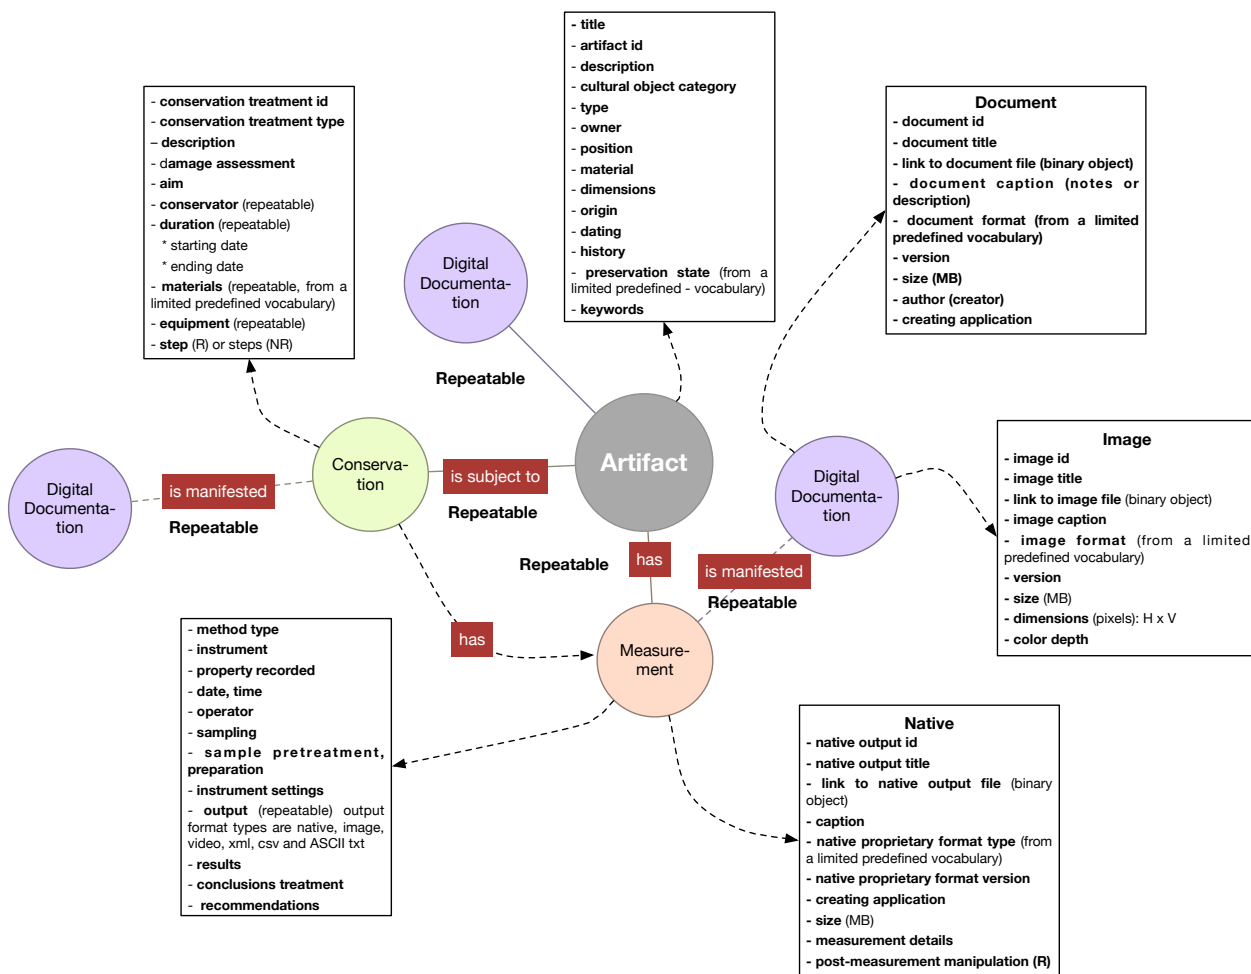 - title
- artifact id
- description
- cultural object category
- type
- owner
- position
- material
- dimensions
- origin
- dating
- history
- preservation state (from a
limited predefined - vocabulary)
- keywords
- conservation treatment id
- conservation treatment type
– description
- damage assessment
- aim
- conservator (repeatable)
- duration (repeatable)
* starting date
* ending date
- materials (repeatable, from a
limited predefined vocabulary)
- equipment (repeatable)
- step (R) or steps (NR)
Document
- document id
- document title
- link to document file (binary object)
- document caption (notes or
description)
- document format (from a limited
predefined vocabulary)
- version
- size (MB)
- author (creator)
- creating application
Digital
Documenta-
tion
Repeatable
Artifact
Conserva-
tion
is subject to
Repeatable
Digital
Documenta-
tion
is manifested
Repeatable
Digital
Documenta-
tion
Image
- image id
- image title
- link to image file (binary object)
- image caption
- image format (from a limited
predefined vocabulary)
- version
- size (MB)
- dimensions (pixels): H x V
- color depth
Repeatable
has
is manifested
Repeatable
has
Measure-
ment
- method type
- instrument
- property recorded
- date, time
- operator
- sampling
- sample pretreatment,
preparation
- instrument settings
- output (repeatable) output
format types are native, image,
video, xml, csv and ASCII txt
- results
- conclusions treatment
- recommendations
Native
- native output id
- native output title
- link to native output file (binary
object)
- caption
- native proprietary format type (from
a limited predefined vocabulary)
- native proprietary format version
- creating application
- size (MB)
- measurement details
- post-measurement manipulation (R)